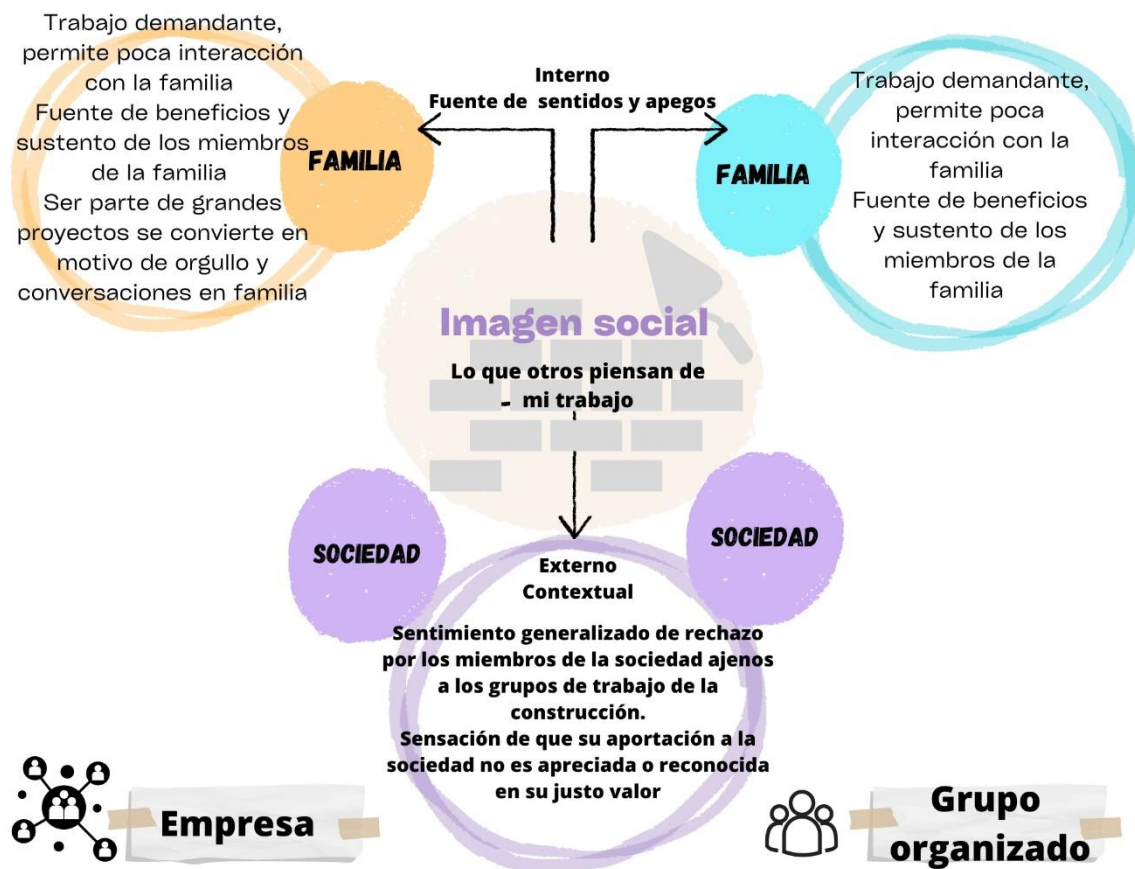 Trabajo demandante,
permite poca interacción
con la familia
Fuente de beneficios y
sustento de los miembros
de la familia
Ser parte de grandes
proyectos se convierte en
motivo de orgullo y
conversaciones en familia
FAMILIA
Interno
Fuente de sentidos y apegos
FAMILIA
Trabajo demandante,
permite poca
interacción con la
familia
Fuente de beneficios
y sustento de los
miembros de la
familia
Imagen social
Lo que otros piensan de
mi trabajo
SOCIEDAD
SOCIEDAD
Externo
Contextual
Sentimiento generalizado de rechazo
por los miembros de la sociedad ajenos
a los grupos de trabajo de la
construcción.
Sensación de que su aportación a la
sociedad no es apreciada o reconocida
en su justo valor
Empresa
Grupo
organizado